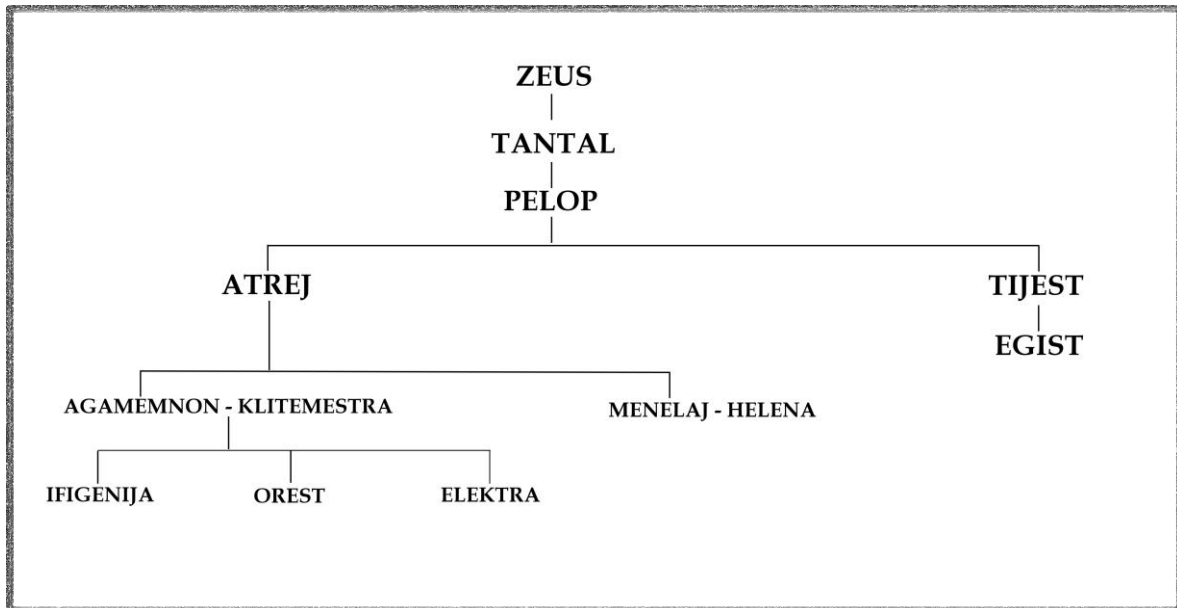 ZEUS
TANTAL
PELOP
ATREJ TIJEST
EGIST
AGAMEMNON - KLITEMESTRA MENELAJ - HELENA
IFIGENIJA OREST ELEKTRA